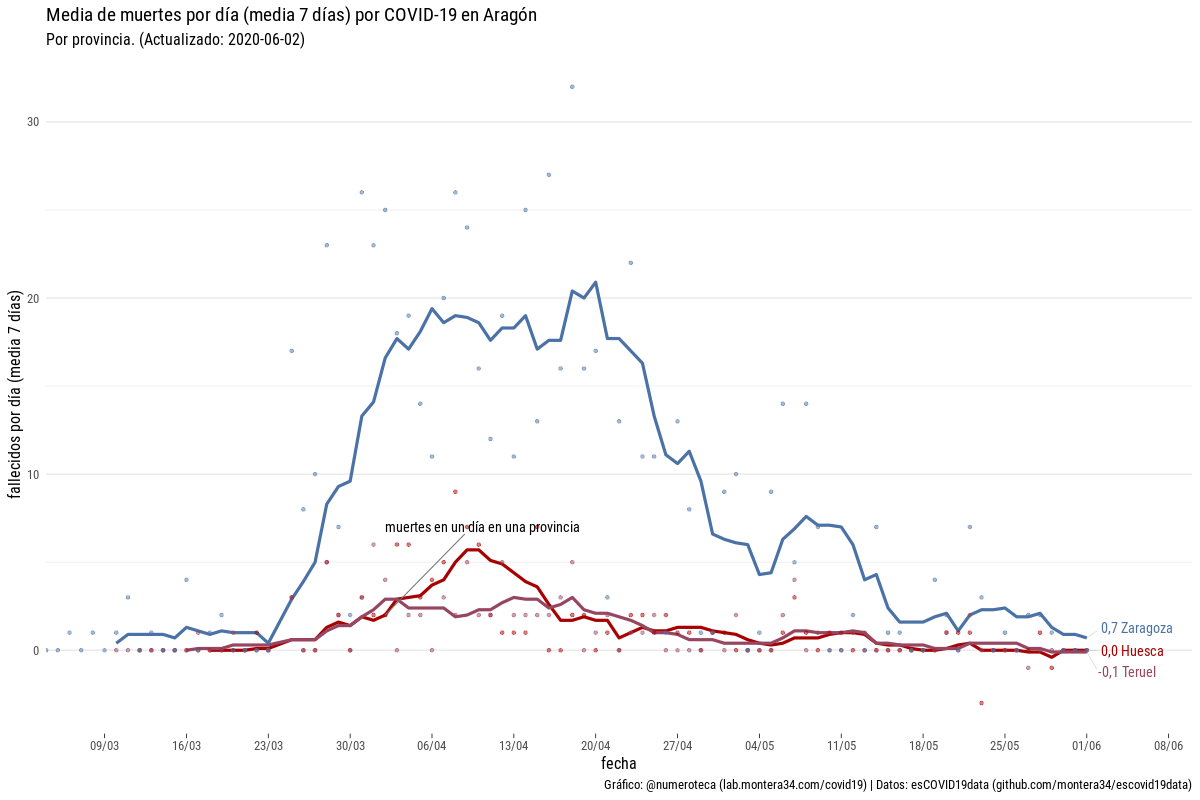 Media de muertes por día (media 7 días) por COVID-19 en Aragón
Por provincia. (Actualizado: 2020-06-02)
fallecidos por día (media 7 días)
30
20
10
0
muertes en un día en una provincia
0,7 Zaragoza
0,0 Huesca
-0,1 Teruel
09/03
16/03
23/03
30/03
06/04
13/04
20/04
27/04
04/05
11/05
18/05
25/05
01/06
08/06
fecha
Gráfico: @numeroteca (lab.montera34.com/covid19) | Datos: esCOVID19data (github.com/montera34/escovid19data)